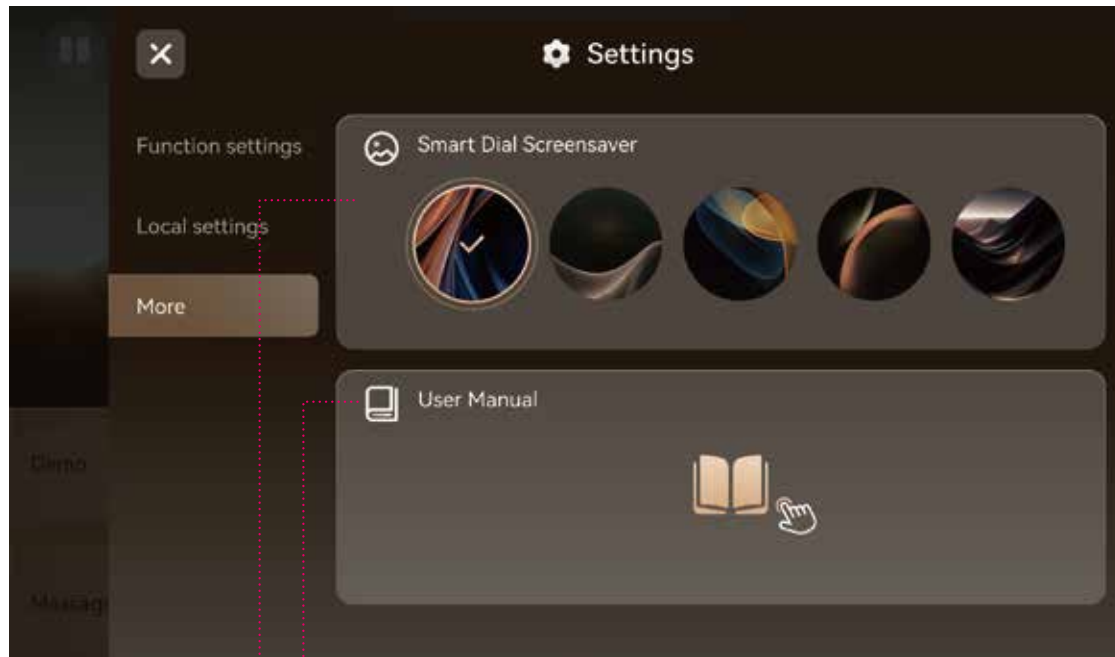 Settings
Function settings
Local settings
More
Smart Dial Screensaver
User Manual
Demo